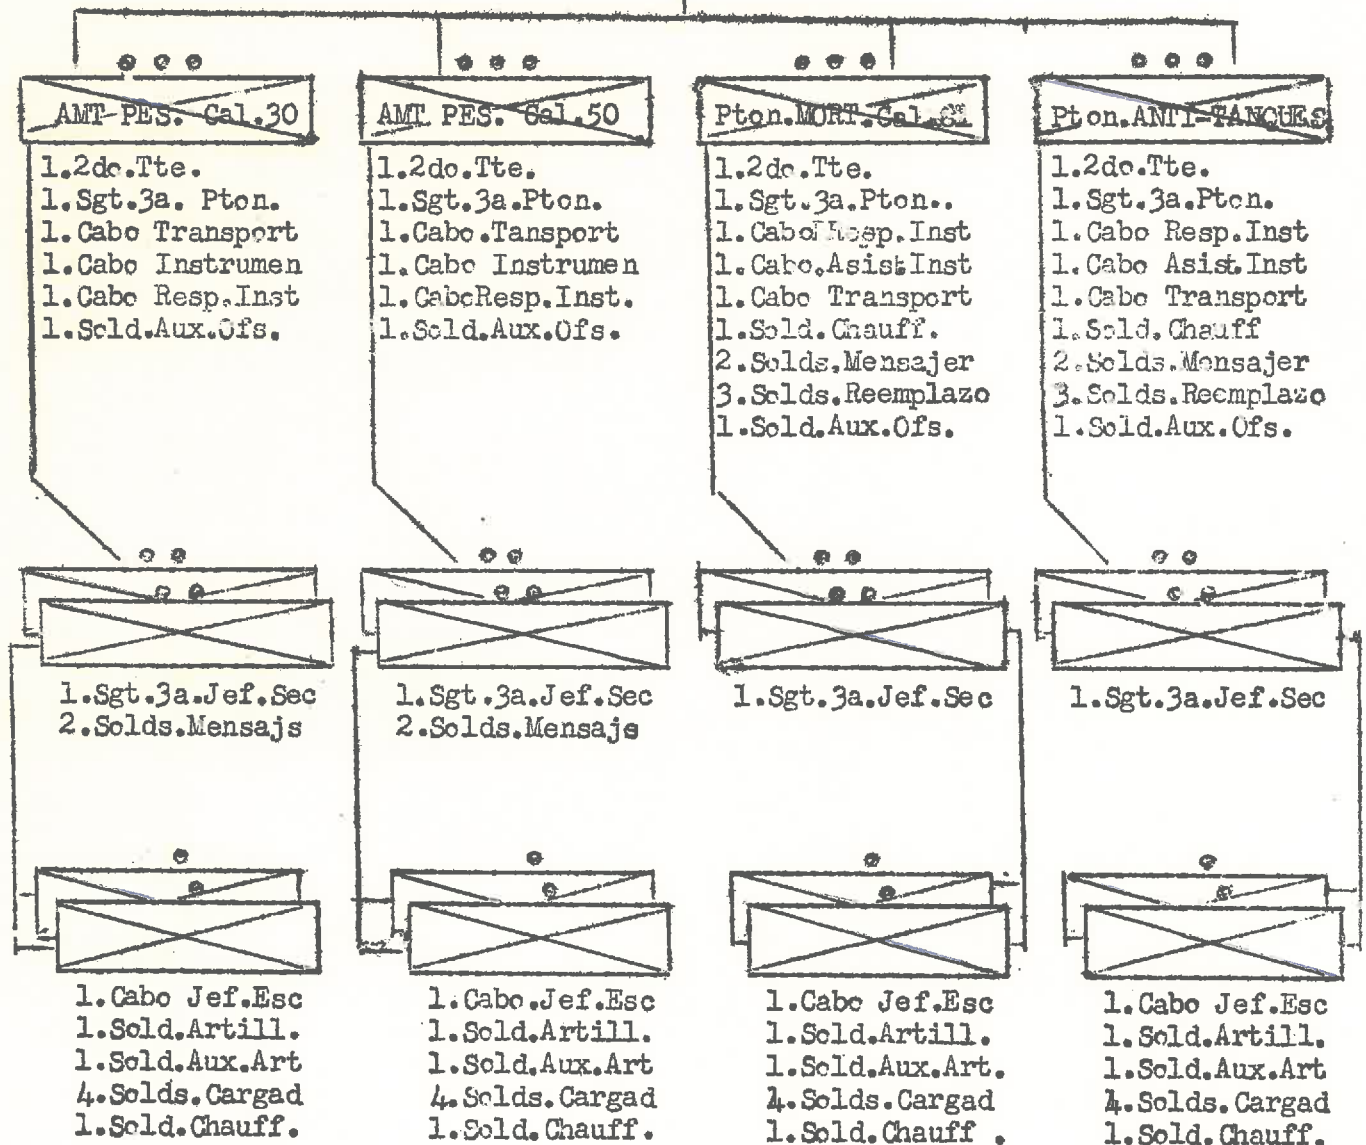 AMT PES. Cal.30
1.2do.Tte.
1.Sgt.3a. Pton.
1.Cabo Transport
1.Cabo Instrumen
1.Cabo Resp.Inst
1.Sold.Aux.Ofs.
1.Sgt.3a.Jef.Sec
2.Solds.Mensajs
1.Cabo Jef.Esc
1.Sold.Artill.
1.Sold.Aux.Art
4.Solds.Cargad
1.Sold.Chauff.
AMT PES. Cal.50
1.2do.Tte.
1.Sgt.3a.Pton.
1.Cabo.Tansport
1.Cabo Instrumen
1.CaboResp.Inst.
1.Sold.Aux.Ofs.
1.Sgt.3a.Jef.Sec
2.Solds.Mensajs
1.Cabo.Jef.Esc
1.Sold.Artill.
1.Sold.Aux.Art
4.Solds.Cargad
1.Sold.Chauff.
Pton.MORT.Cal.
1.2do.Tte.
1.Sgt.3a.Pton..
1.Cabo Resp.Inst
1.Cabo.Asist.Inst
1.Cabo Transport
1.Sold.Chauff.
2.Solds.Mensajer
3.Solds.Reemplazo
1.Sold.Aux.Ofs.
1.Sgt.3a.Jef.Sec
1.Cabo Jef.Esc
1.Sold.Artill.
1.Sold.Aux.Art.
4.Solds.Cargad
1.Sold.Chauff .
Pton.ANTI-TANQUES
1.2do.Tte.
1.Sgt.3a.Pton.
1.Cabo Resp.Inst
1.Cabo Asist.Inst
1.Cabo Transport
1.Sold.Chauff
2.Solds.Mensajer
3.Solds.Reemplazo
1.Sold.Aux.Ofs.
1.Sgt.3a.Jef.Sec
1.Cabo Jef.Esc
1.Sold.Artill.
1.Sold.Aux.Art
4.Solds.Cargad
1.Sold.Chauff.